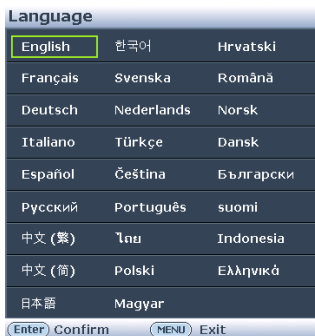 Language
English 한국어 Hrvatski
Français Svenska Română
Deutsch Nederlands Norsk
Italiano Türkçe Dansk
Español Čeština Български
Русский Português suomi
中文 (繁) ไทย Indonesia
中文 (简) Polski Ελληνικά
日本語 Magyar
Enter Confirm MENU Exit